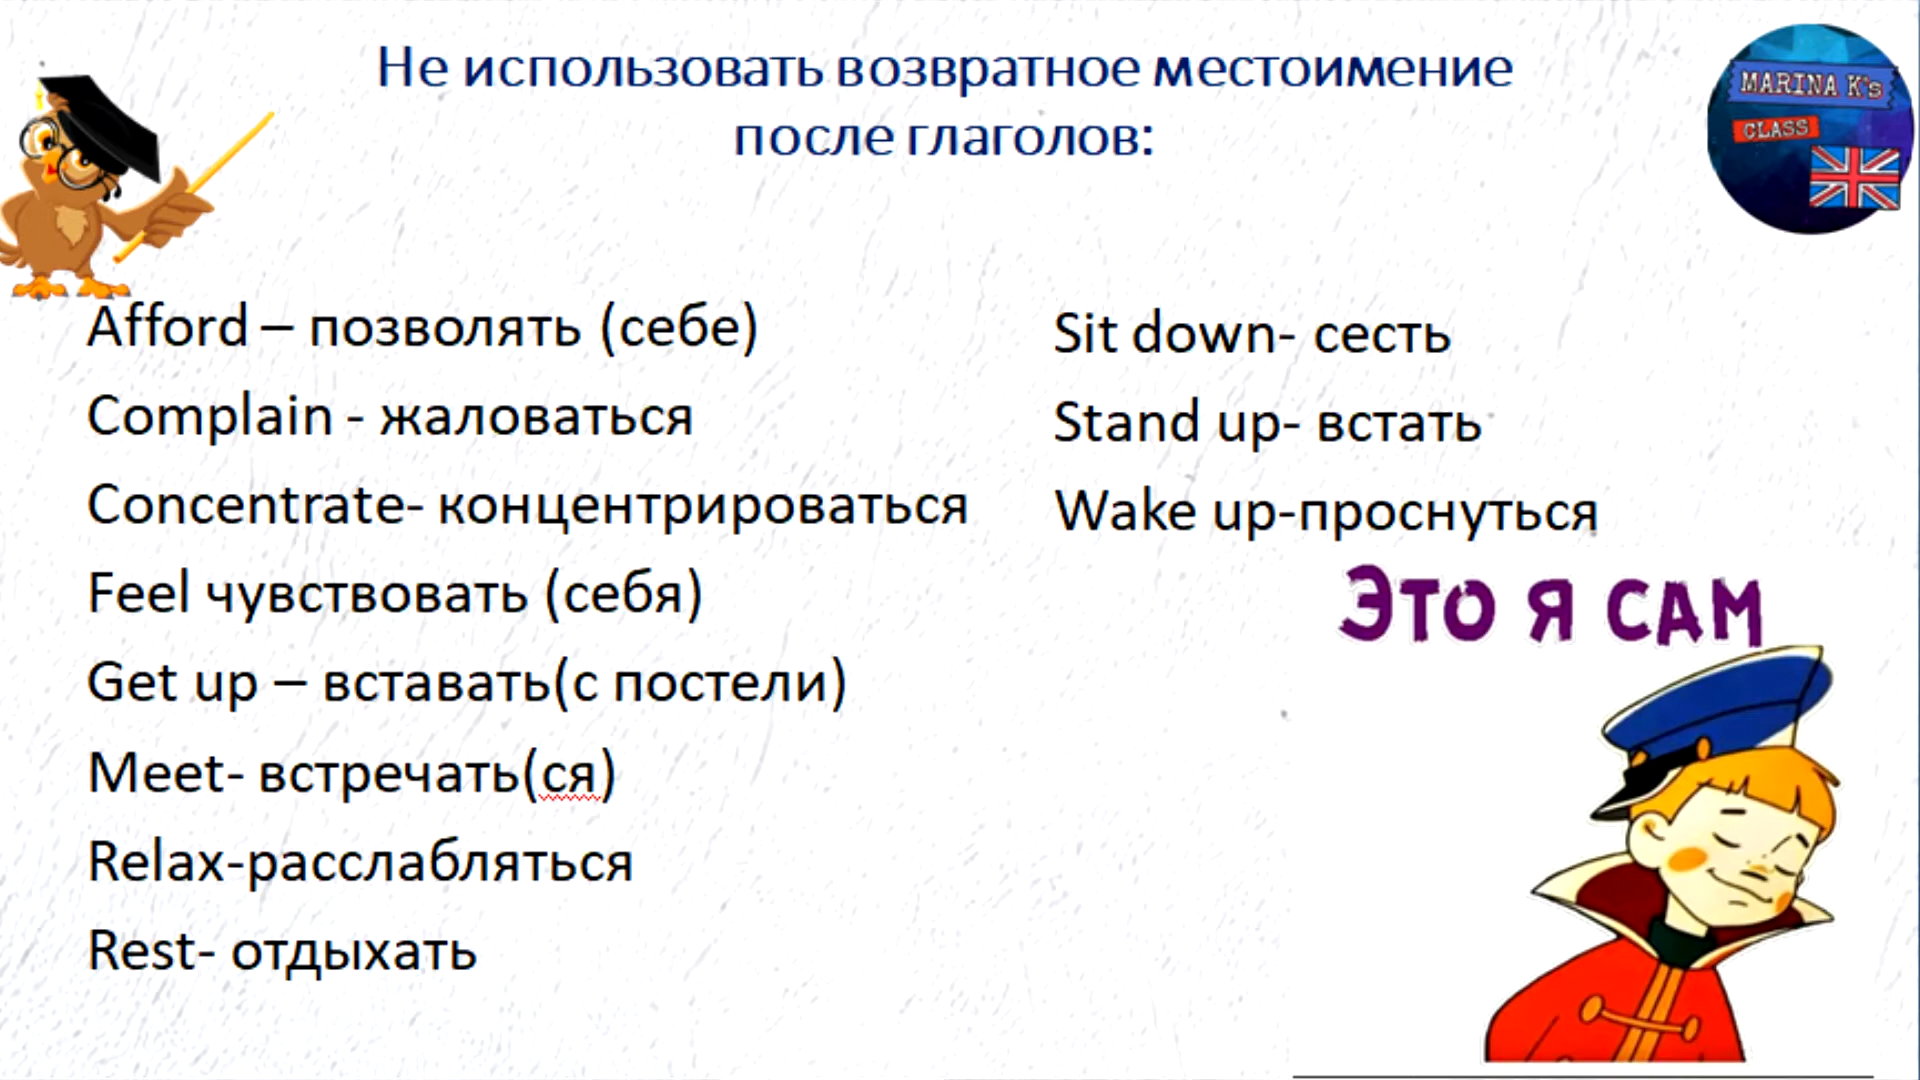 Не использовать возвратное местоимение
после глаголов:
MARINA K's
CLASS
Afford – позволять (себе)
Complain - жаловаться
Concentrate- концентрироваться
Feel чувствовать (себя)
Get up – вставать(с постели)
Meet- встречать(ся)
Relax-расслабляться
Rest- отдыхать
Sit down- сесть
Stand up- встать
Wake up-проснуться
ЭТО Я САМ